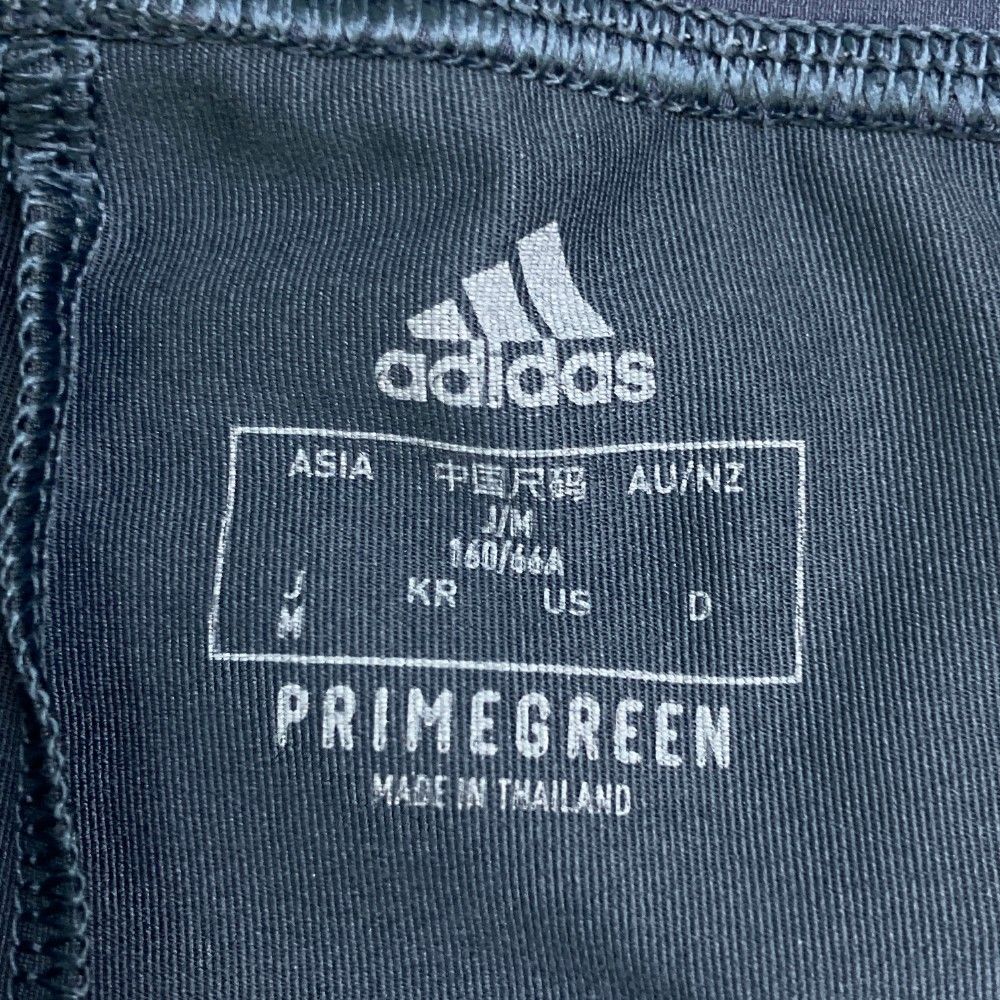 adidas
ASIA 中国尺码 AU/NZ
J/M
160/66A
J KR US D
M
PRIMEGREEN
MADE IN THAILAND